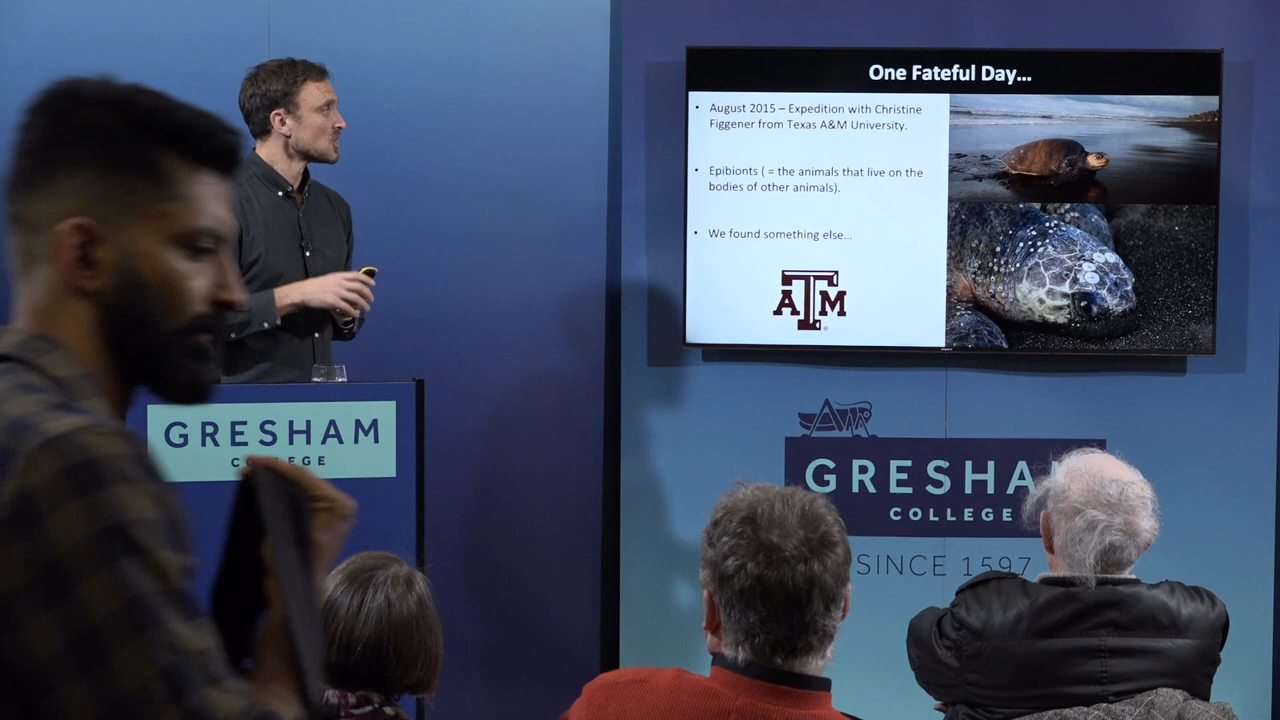 One Fateful Day...
• August 2015 – Expedition with Christine
Figgener from Texas A&M University.
• Epibionts ( = the animals that live on the
bodies of other animals).
• We found something else...
ATM
GRESHAM
COLLEGE
GRESHA
COLLEGE
SINCE 1597